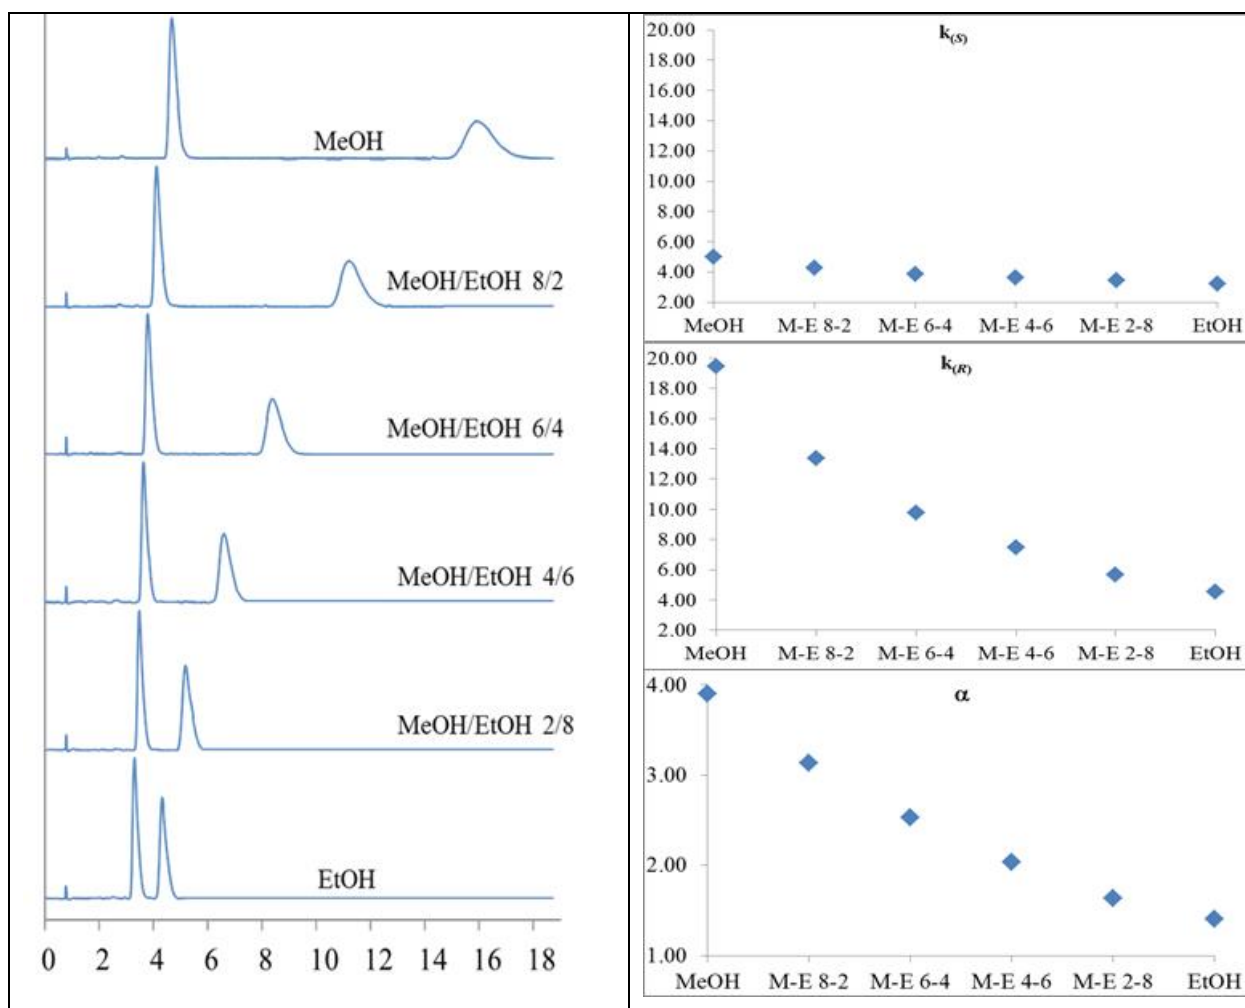 MeOH
MeOH/EtOH 8/2
MeOH/EtOH 6/4
MeOH/EtOH 4/6
MeOH/EtOH 2/8
EtOH
0 2 4 6 8 10 12 14 16 18
k(S)
20.00
18.00
16.00
14.00
12.00
10.00
8.00
6.00
4.00
2.00
MeOH M-E 8-2 M-E 6-4 M-E 4-6 M-E 2-8 EtOH
k(R)
20.00
18.00
16.00
14.00
12.00
10.00
8.00
6.00
4.00
2.00
MeOH M-E 8-2 M-E 6-4 M-E 4-6 M-E 2-8 EtOH
α
4.00
3.00
2.00
1.00
MeOH M-E 8-2 M-E 6-4 M-E 4-6 M-E 2-8 EtOH